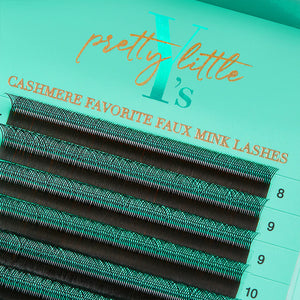 pretty little
Y's
CASHMERE FAVORITE FAUX MINK LASHES
8
9
9
10